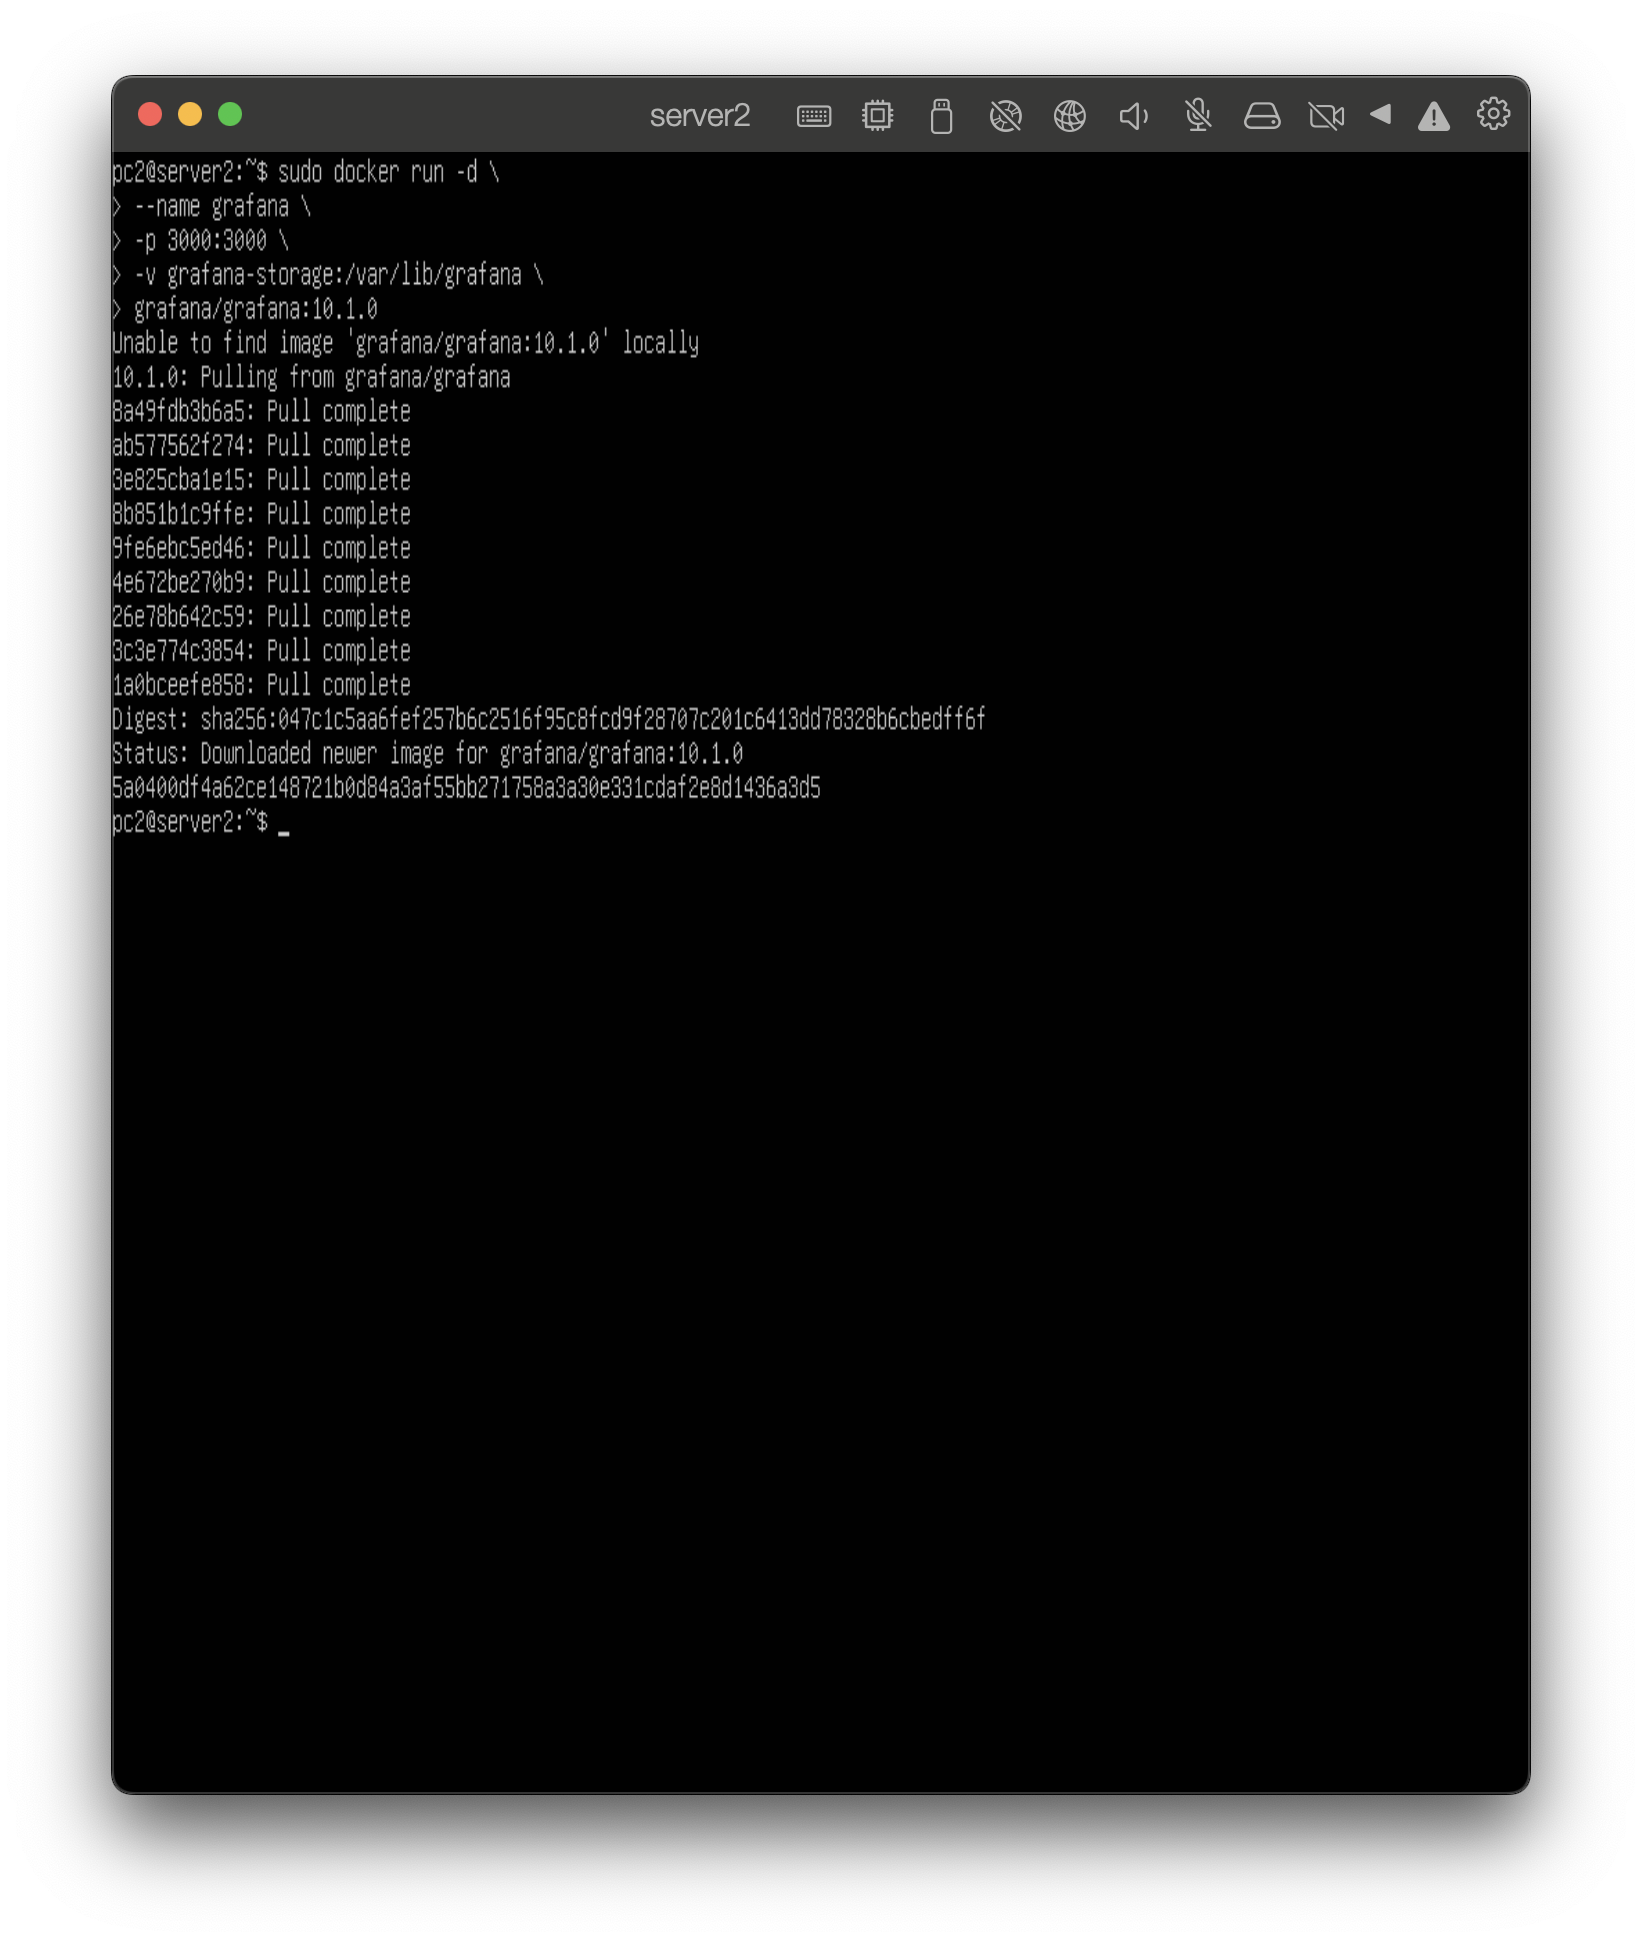 server2
pc2@server2:~$ sudo docker run -d \
> --name grafana \
> -p 3000:3000 \
> -v grafana-storage:/var/lib/grafana \
> grafana/grafana:10.1.0
Unable to find image 'grafana/grafana:10.1.0' locally
10.1.0: Pulling from grafana/grafana
8a49fdb3b6a5: Pull complete
ab577562f274: Pull complete
3e825cba1e15: Pull complete
8b851b1c9ffe: Pull complete
9fe6ebc5ed46: Pull complete
4e672be270b9: Pull complete
26e78b642c59: Pull complete
3c3e774c3854: Pull complete
1a0bceefe858: Pull complete
Digest: sha256:047c1c5aa6fef257b6c2516f95c8fcd9f28707c201c6413dd78328b6cbedff6f
Status: Downloaded newer image for grafana/grafana:10.1.0
5a0400df4a62ce148721b0d84a3af55bb271758a3a30e331cdaf2e8d1436a3d5
pc2@server2:~$ _